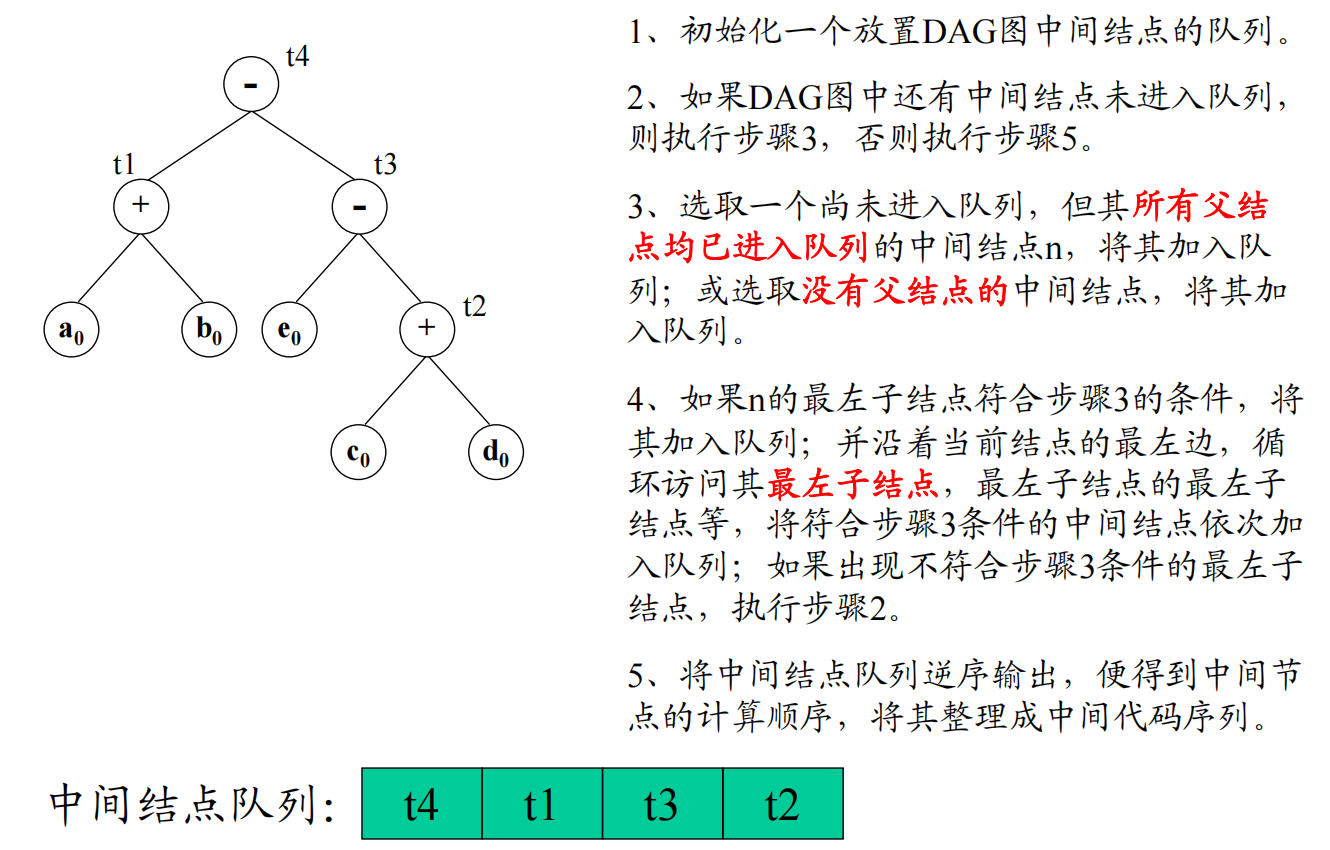 t4
-
t1
t3
+
-
a0
b0
e0
+
t2
c0
d0
1、初始化一个放置DAG图中间结点的队列。
2、如果DAG图中还有中间结点未进入队列，
则执行步骤3，否则执行步骤5。
3、选取一个尚未进入队列，但其所有父结
点均已进入队列的中间结点n，将其加入队
列；或选取没有父结点的中间结点，将其加
入队列。
4、如果n的最左子结点符合步骤3的条件，将
其加入队列；并沿着当前结点的最左边，循
环访问其最左子结点，最左子结点的最左子
结点等，将符合步骤3条件的中间结点依次加
入队列；如果出现不符合步骤3条件的最左子
结点，执行步骤2。
5、将中间结点队列逆序输出，便得到中间节
点的计算顺序，将其整理成中间代码序列。
中间结点队列： t4 t1 t3 t2